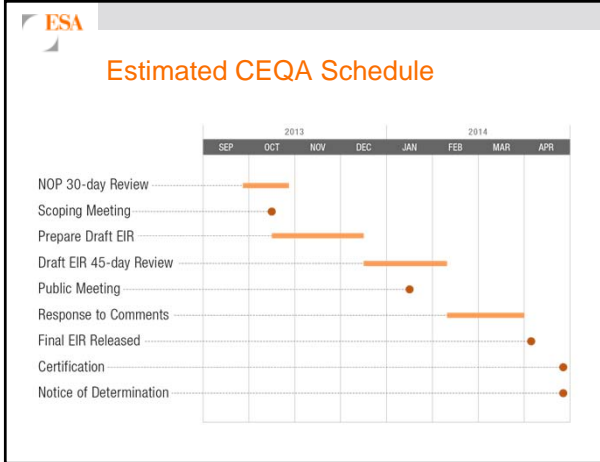 ESA
Estimated CEQA Schedule
2013 2014
SEP OCT NOV DEC JAN FEB MAR APR
NOP 30-day Review
Scoping Meeting
Prepare Draft EIR
Draft EIR 45-day Review
Public Meeting
Response to Comments
Final EIR Released
Certification
Notice of Determination